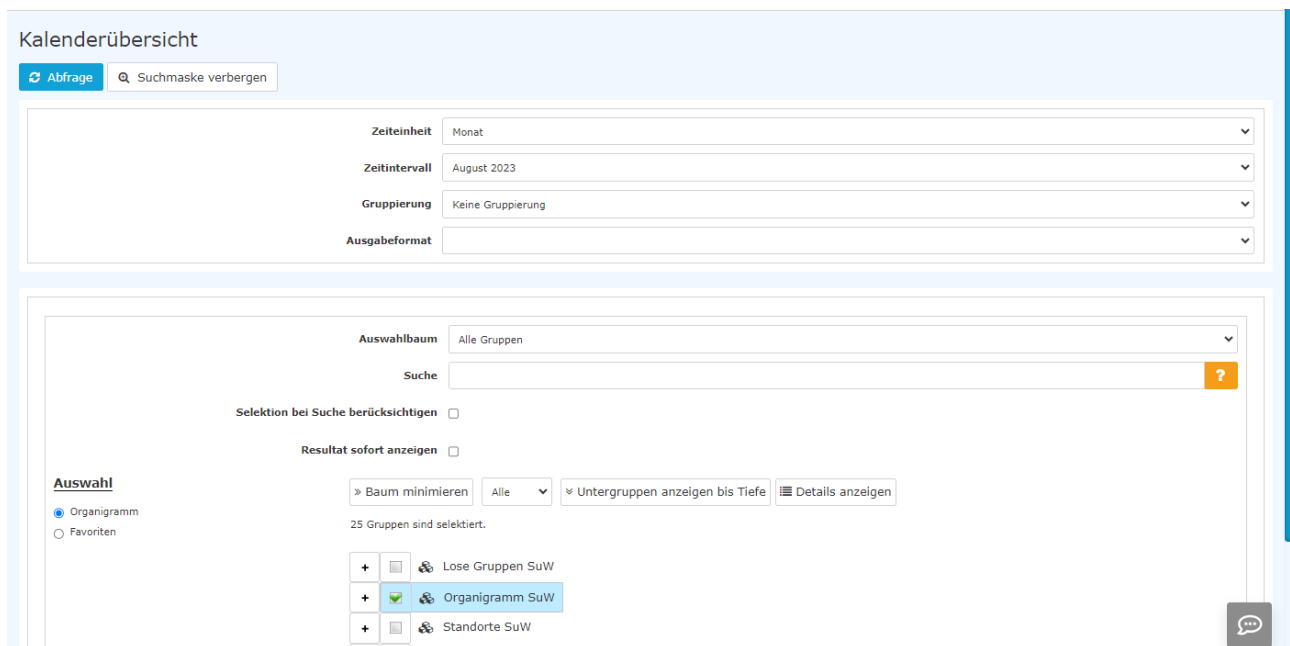 Kalenderübersicht
Abfrage Suchmaske verbergen
Zeiteinheit Monat
Zeitintervall August 2023
Gruppierung Keine Gruppierung
Ausgabeformat
Auswahlbaum Alle Gruppen
Suche ?
Selektion bei Suche berücksichtigen
Resultat sofort anzeigen
Auswahl
Organigramm
Favoriten
» Baum minimieren Alle Untergruppen anzeigen bis Tiefe Details anzeigen
25 Gruppen sind selektiert.
+ Lose Gruppen SuW
+ Organigramm SuW
+ Standorte SuW